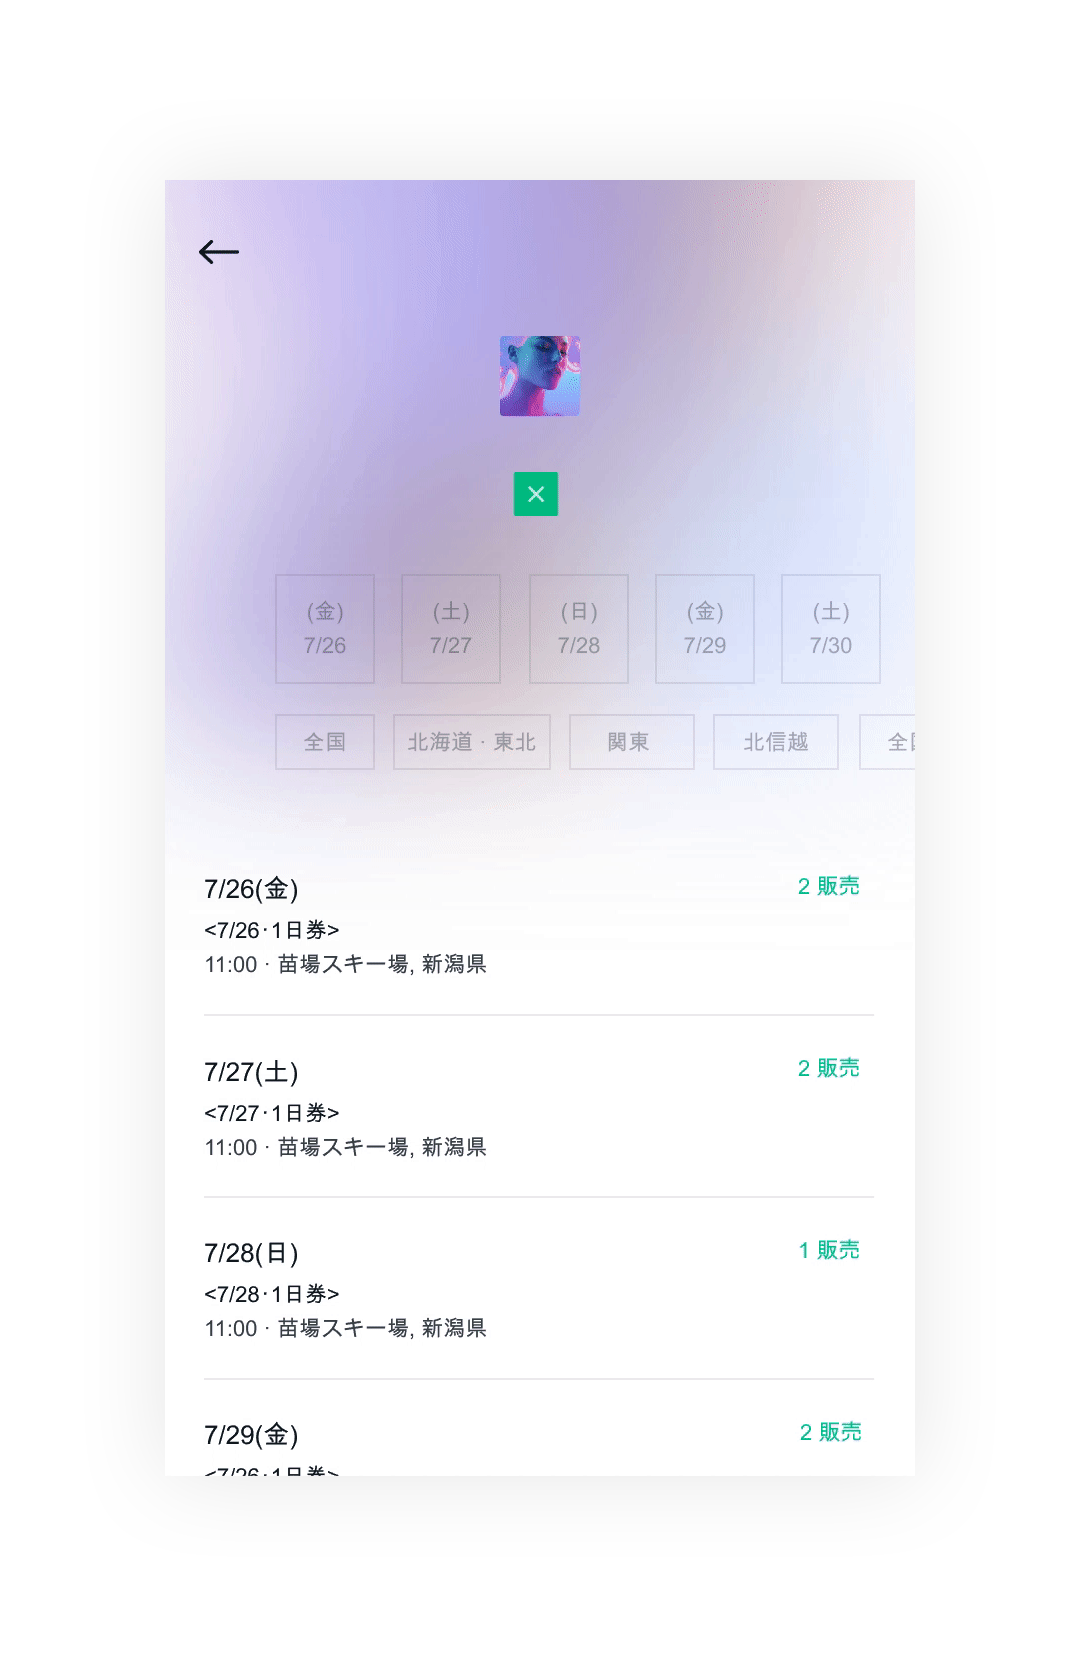 (金)
7/26
(土)
7/27
(日)
7/28
(金)
7/29
(土)
7/30
全国
北海道 · 東北
関東
北信越
7/26(金)
2 販売
<7/26·1日券>
11:00 · 苗場スキー場, 新潟県
7/27(土)
2 販売
<7/27·1日券>
11:00 · 苗場スキー場, 新潟県
7/28(日)
1 販売
<7/28·1日券>
11:00 · 苗場スキー場, 新潟県
7/29(金)
2 販売
<7/26·1日券>